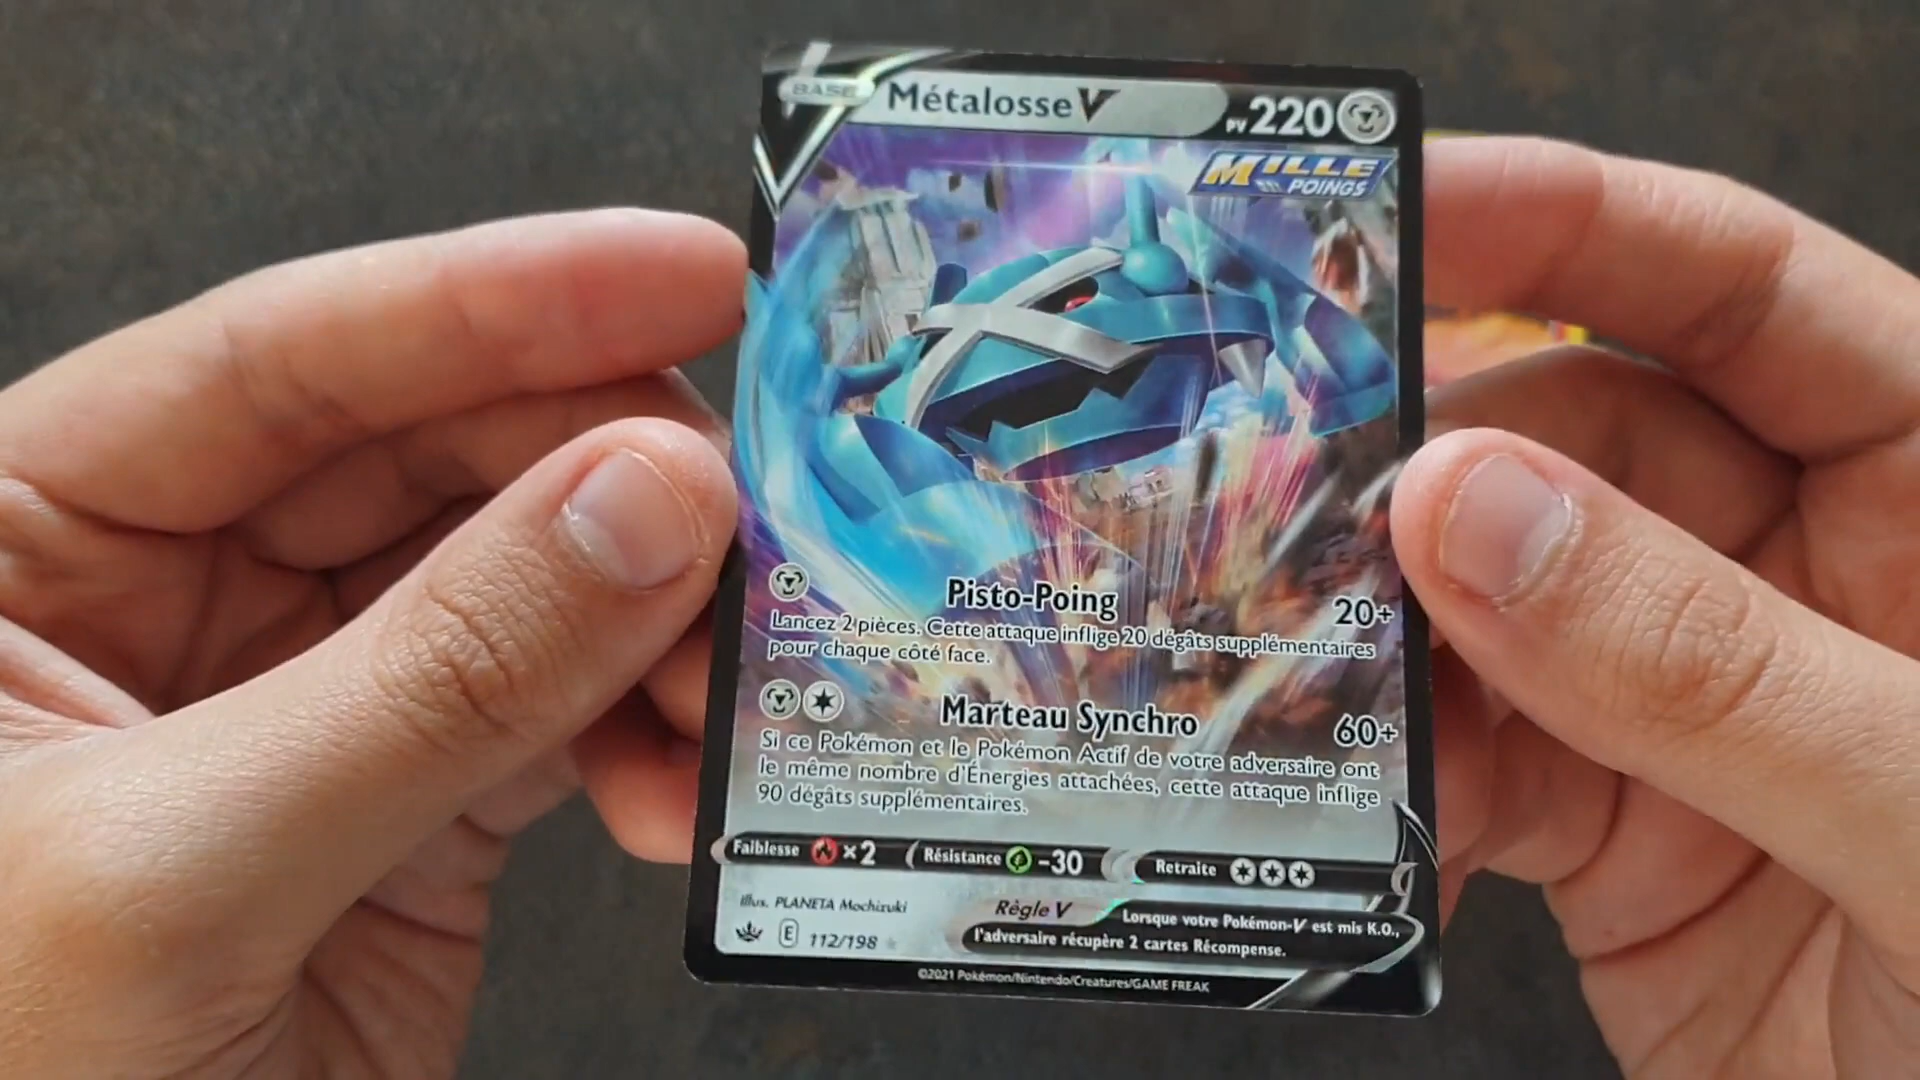 BASE Métalosse V PV 220
MILLE
POINGS
Pisto-Poing 20+
Lancez 2 pièces. Cette attaque inflige 20 dégâts supplémentaires
pour chaque côté face.
Marteau Synchro 60+
Si ce Pokémon et le Pokémon Actif de votre adversaire ont
le même nombre d'Énergies attachées, cette attaque inflige
90 dégâts supplémentaires.
Faiblesse ×2 Résistance -30 Retraite
Illus. PLANETA Mochizuki
Règle V Lorsque votre Pokémon-V est mis K.O.,
l'adversaire récupère 2 cartes Récompense.
E 112/198
©2021 Pokémon/Nintendo/Creatures/GAME FREAK